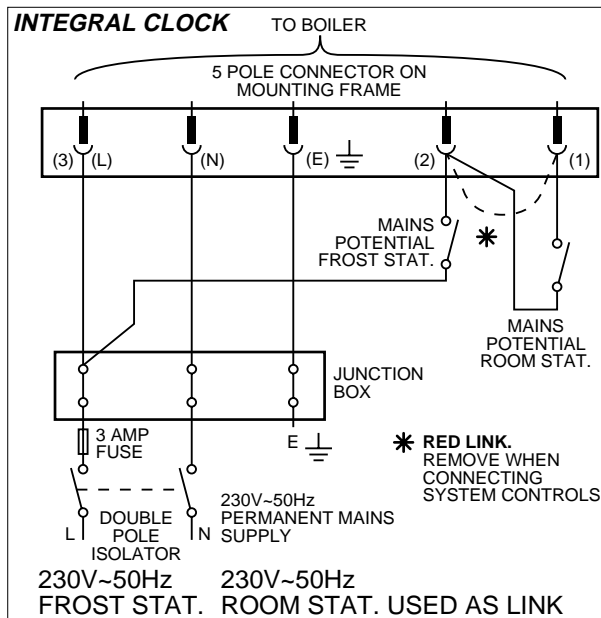 INTEGRAL CLOCK
TO BOILER
5 POLE CONNECTOR ON
MOUNTING FRAME
(3) (L) (N) (E) (2) (1)
MAINS
POTENTIAL
FROST STAT.
MAINS
POTENTIAL
ROOM STAT.
JUNCTION
BOX
3 AMP
FUSE
E
RED LINK.
REMOVE WHEN
CONNECTING
SYSTEM CONTROLS
L
DOUBLE
POLE
ISOLATOR
N
230V~50Hz
PERMANENT MAINS
SUPPLY
230V~50Hz 230V~50Hz
FROST STAT. ROOM STAT. USED AS LINK